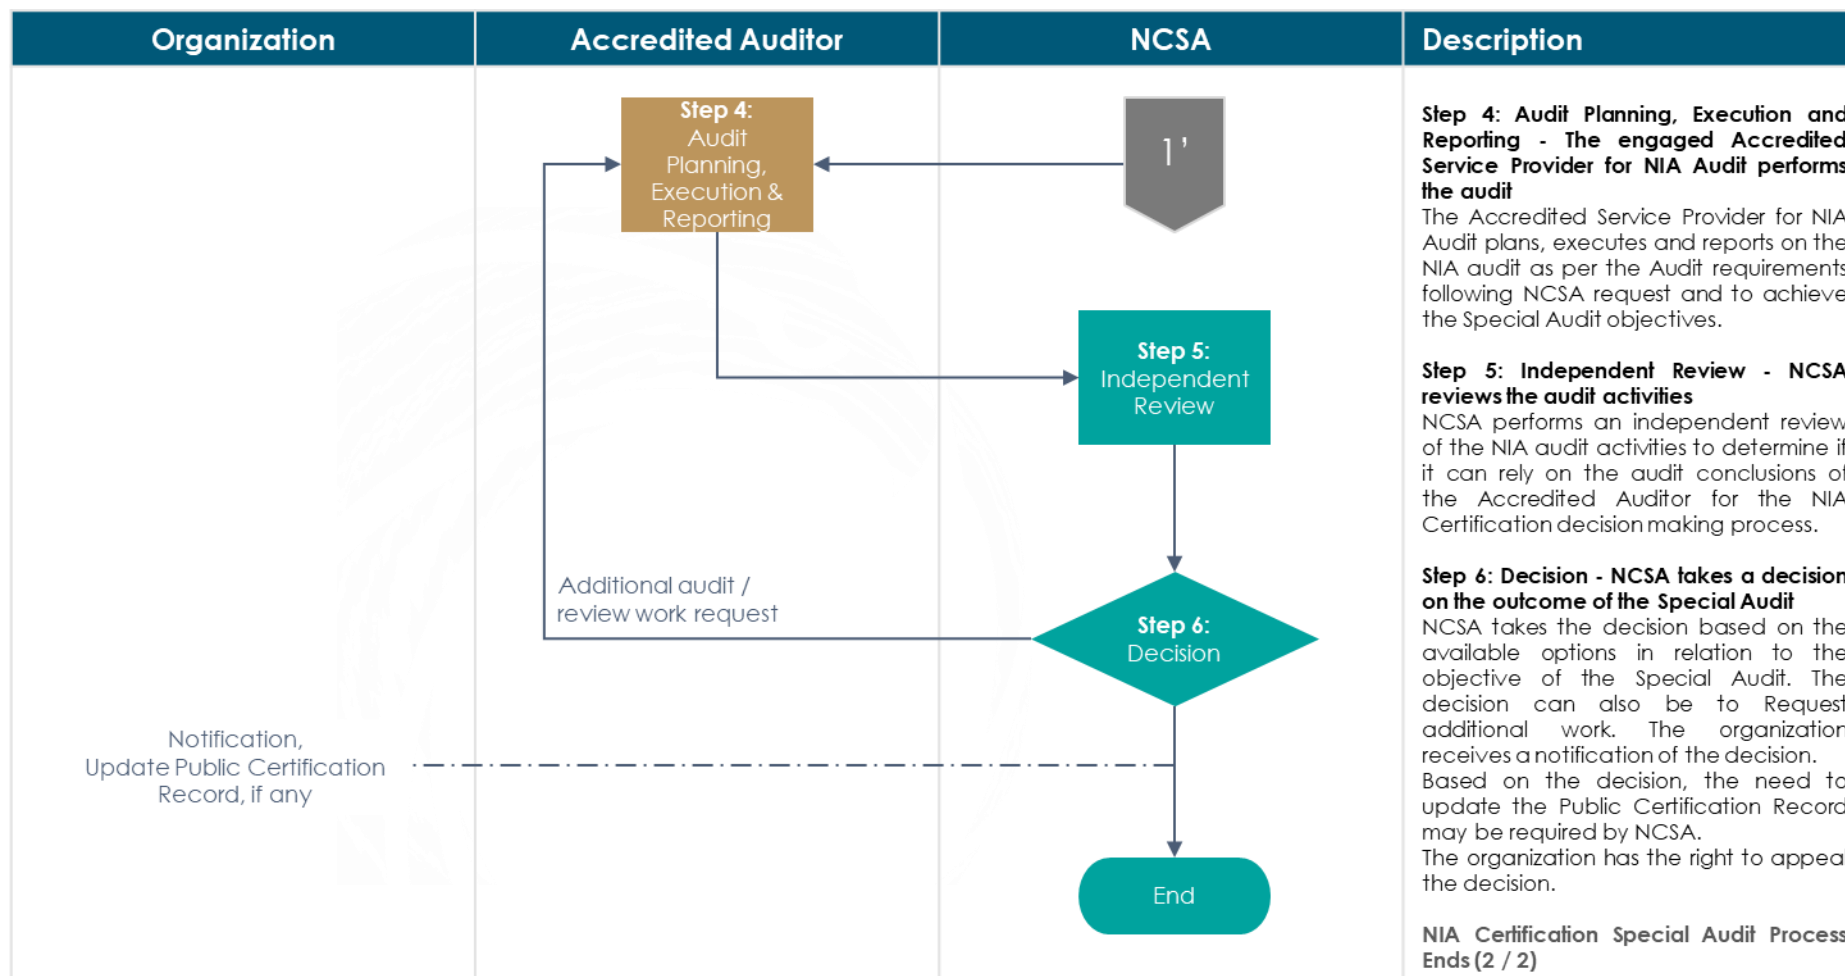 Organization
Accredited Auditor
NCSA
Description
Step 4:
Audit
Planning,
Execution &
Reporting
1’
Step 5:
Independent
Review
Additional audit /
review work request
Step 6:
Decision
Notification,
Update Public Certification
Record, if any
End
Step 4: Audit Planning, Execution and
Reporting - The engaged Accredited
Service Provider for NIA Audit performs
the audit
The Accredited Service Provider for NIA
Audit plans, executes and reports on the
NIA audit as per the Audit requirements
following NCSA request and to achieve
the Special Audit objectives.
Step 5: Independent Review - NCSA
reviews the audit activities
NCSA performs an independent review
of the NIA audit activities to determine if
it can rely on the audit conclusions of
the Accredited Auditor for the NIA
Certification decision making process.
Step 6: Decision - NCSA takes a decision
on the outcome of the Special Audit
NCSA takes the decision based on the
available options in relation to the
objective of the Special Audit. The
decision can also be to Request
additional work. The organization
receives a notification of the decision.
Based on the decision, the need to
update the Public Certification Record
may be required by NCSA.
The organization has the right to appeal
the decision.
NIA Certification Special Audit Process
Ends (2 / 2)